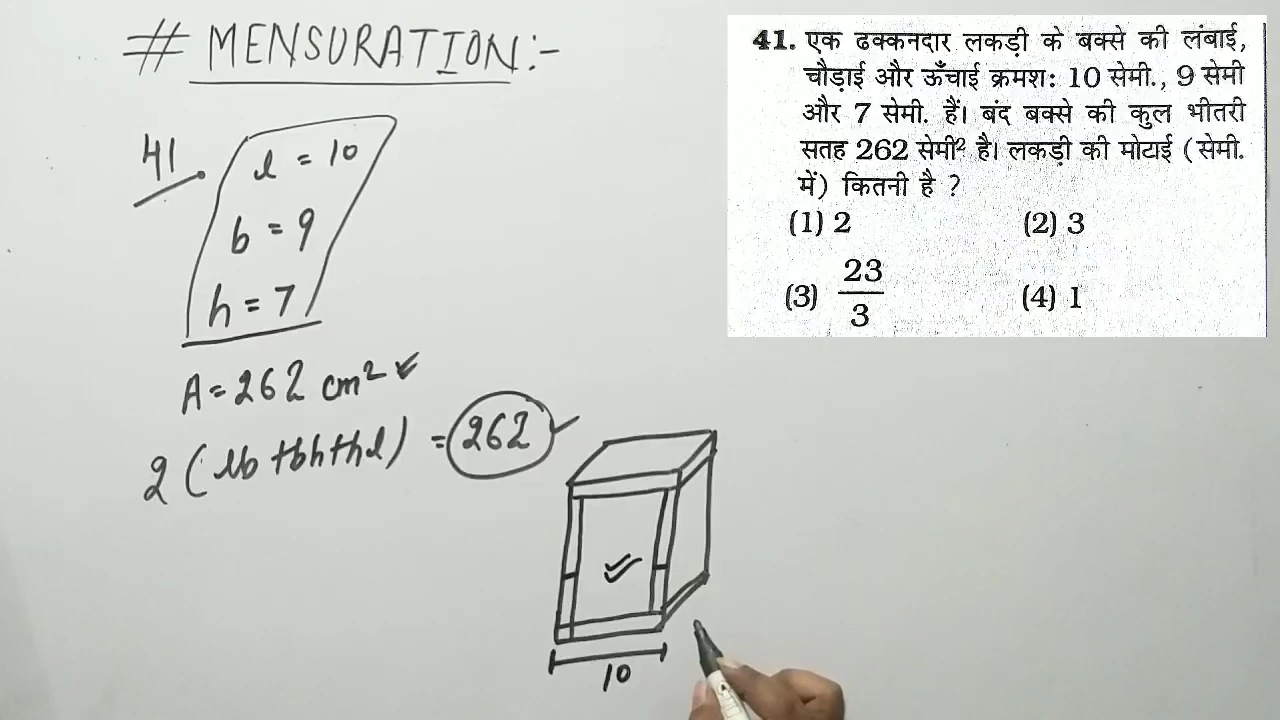 # MENSURATION :-
41.
l = 10
b = 9
h = 7
A = 262 cm²
2 (lb + bh + hl) = 262
10
41. एक ढक्कनदार लकड़ी के बक्से की लंबाई,
चौड़ाई और ऊँचाई क्रमश: 10 सेमी., 9 सेमी
और 7 सेमी. हैं। बंद बक्से की कुल भीतरी
सतह 262 सेमी² है। लकड़ी की मोटाई (सेमी.
में) कितनी है ?
(1) 2 (2) 3
(3) 23/3 (4) 1